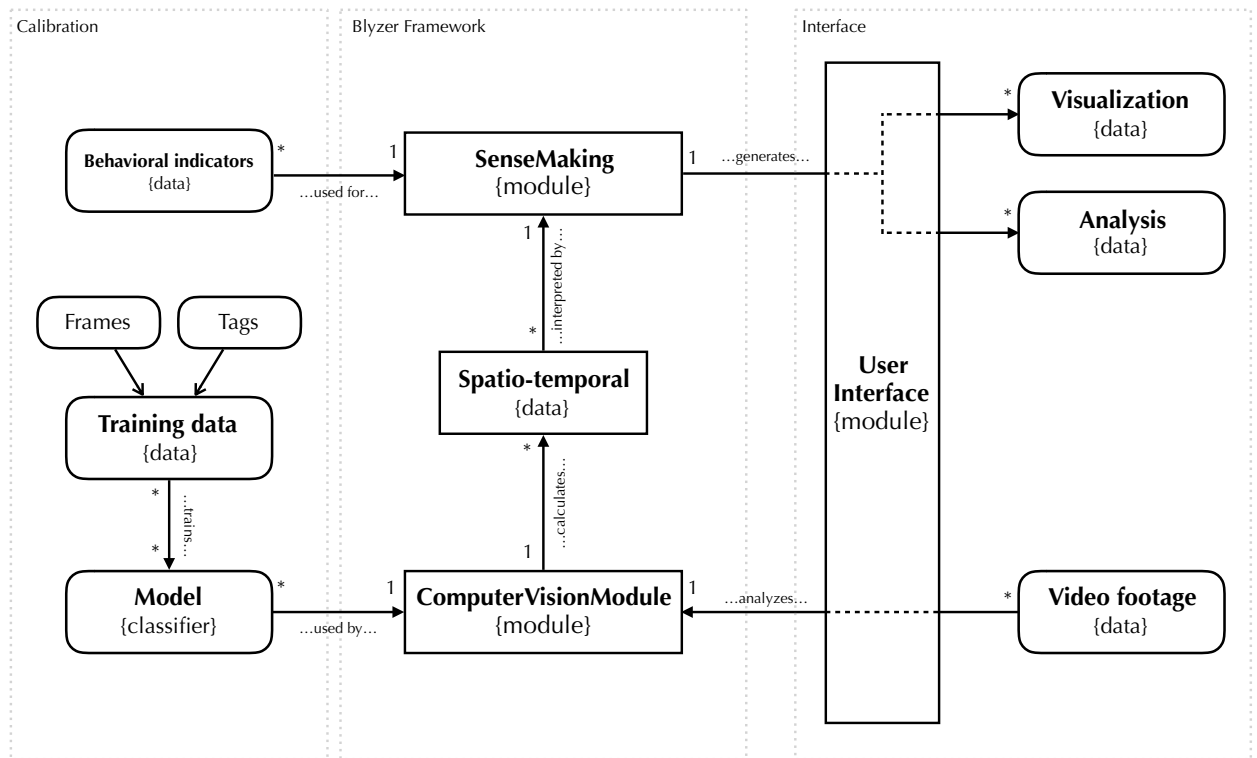 Calibration
Blyzer Framework
Interface
Behavioral indicators
{data}
*
…used for…
1
SenseMaking
{module}
1
…generates…
*
Visualization
{data}
*
Analysis
{data}
1
…interpreted by…
*
Frames
Tags
Training data
{data}
*
…trains…
*
Spatio-temporal
{data}
*
…calculates…
1
User
Interface
{module}
Model
{classifier}
*
…used by…
1
ComputerVisionModule
{module}
1
…analyzes…
*
Video footage
{data}